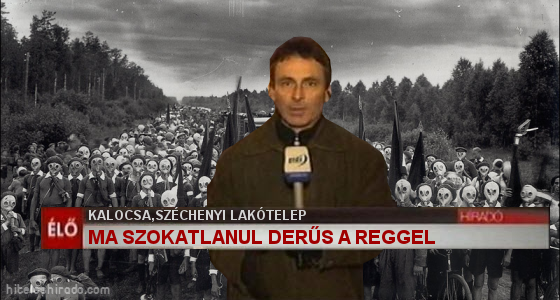 KALOCSA,SZÉCHENYI LAKÓTELEP
HÍRADÓ
ÉLŐ
MA SZOKATLANUL DERŰS A REGGEL
hiteleshirado.com